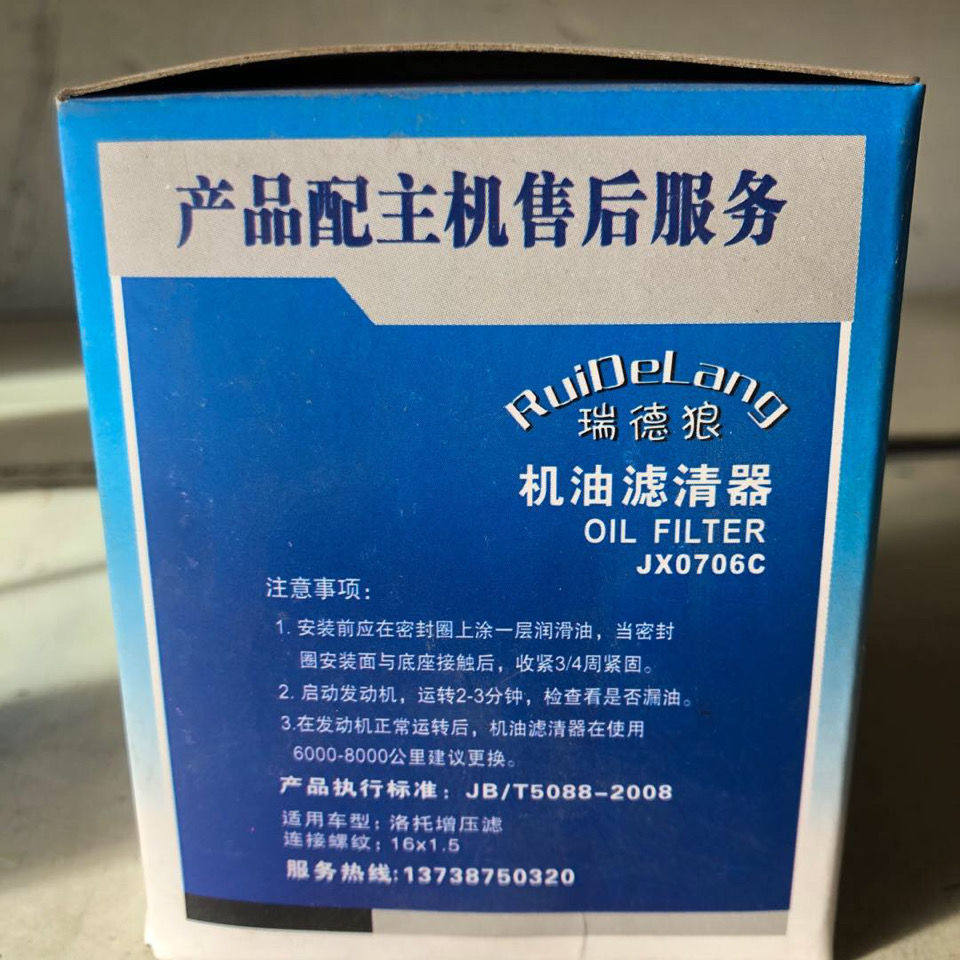 产品配主机售后服务
RuiDeLang
瑞德狼
机油滤清器
OIL FILTER
JX0706C
注意事项:
1. 安装前应在密封圈上涂一层润滑油，当密封
圈安装面与底座接触后，收紧3/4周紧固。
2. 启动发动机，运转2-3分钟，检查看是否漏油。
3.在发动机正常运转后，机油滤清器在使用
6000-8000公里建议更换。
产品执行标准：JB/T5088-2008
适用车型；洛托增压滤
连接螺纹；16x1.5
服务热线:13738750320